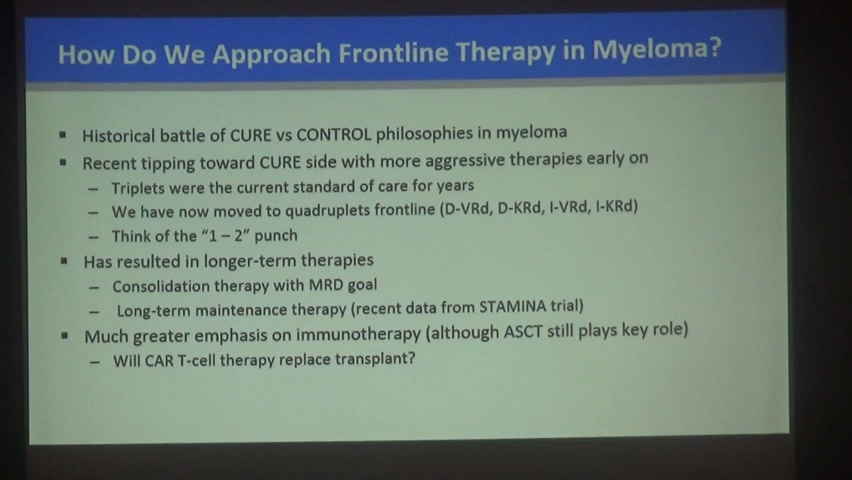 How Do We Approach Frontline Therapy in Myeloma?
▪ Historical battle of CURE vs CONTROL philosophies in myeloma
▪ Recent tipping toward CURE side with more aggressive therapies early on
– Triplets were the current standard of care for years
– We have now moved to quadruplets frontline (D-VRd, D-KRd, I-VRd, I-KRd)
– Think of the “1 – 2” punch
▪ Has resulted in longer-term therapies
– Consolidation therapy with MRD goal
– Long-term maintenance therapy (recent data from STAMINA trial)
▪ Much greater emphasis on immunotherapy (although ASCT still plays key role)
– Will CAR T-cell therapy replace transplant?